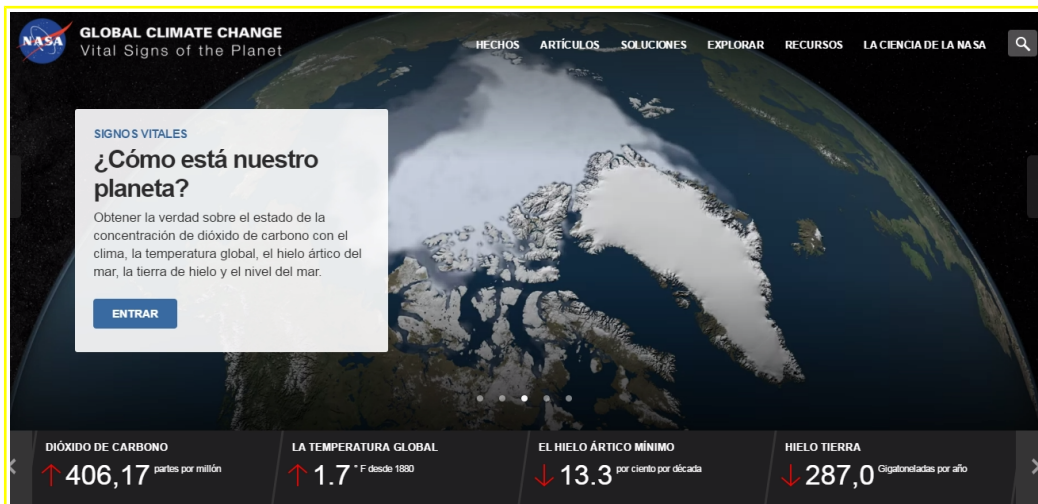 NASA
GLOBAL CLIMATE CHANGE
Vital Signs of the Planet
HECHOS ARTÍCULOS SOLUCIONES EXPLORAR RECURSOS LA CIENCIA DE LA NASA
SIGNOS VITALES
¿Cómo está nuestro
planeta?
Obtener la verdad sobre el estado de la
concentración de dióxido de carbono con el
clima, la temperatura global, el hielo ártico del
mar, la tierra de hielo y el nivel del mar.
ENTRAR
DIÓXIDO DE CARBONO
↑ 406,17 partes por millón
LA TEMPERATURA GLOBAL
↑ 1.7 ° F desde 1880
EL HIELO ÁRTICO MÍNIMO
↓ 13.3 por ciento por década
HIELO TIERRA
↓ 287,0 Gigatoneladas por año